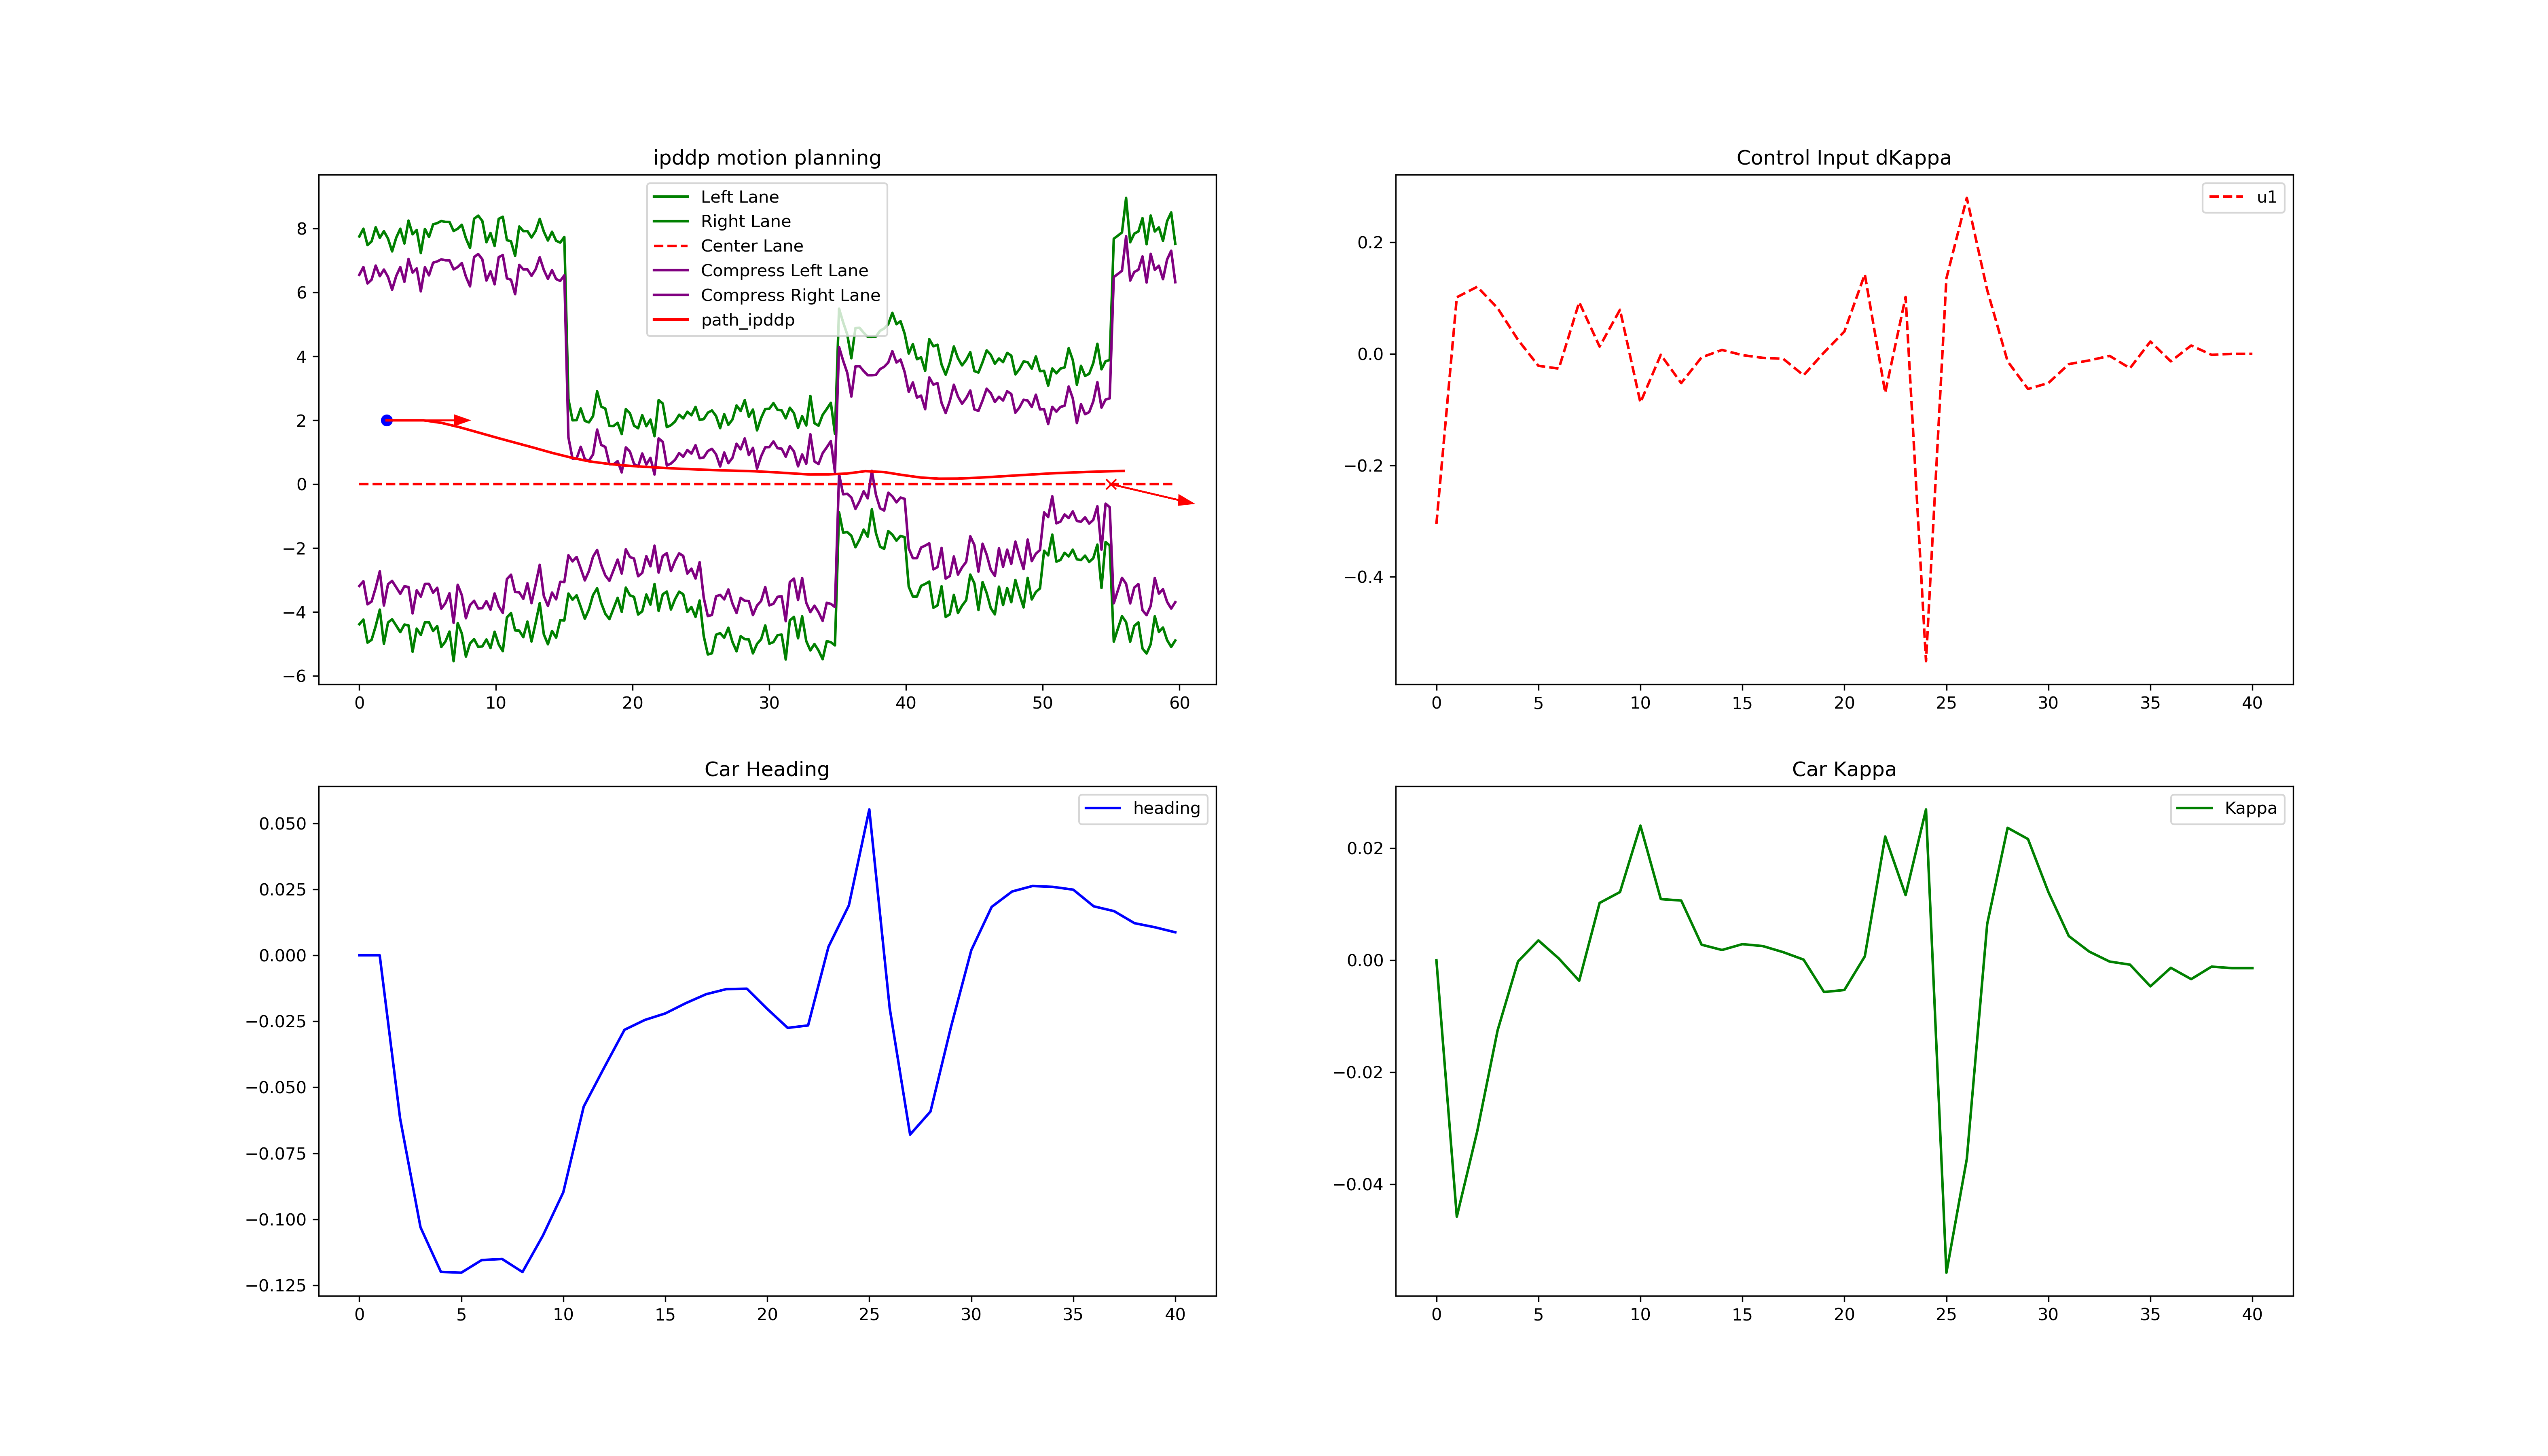 ipddp motion planning
Left Lane
Right Lane
Center Lane
Compress Left Lane
Compress Right Lane
path_ipddp
8
6
4
2
0
−2
−4
−6
0 10 20 30 40 50 60
Control Input dKappa
u1
0.2
0.0
−0.2
−0.4
0 5 10 15 20 25 30 35 40
Car Heading
heading
0.050
0.025
0.000
−0.025
−0.050
−0.075
−0.100
−0.125
0 5 10 15 20 25 30 35 40
Car Kappa
Kappa
0.02
0.00
−0.02
−0.04
0 5 10 15 20 25 30 35 40